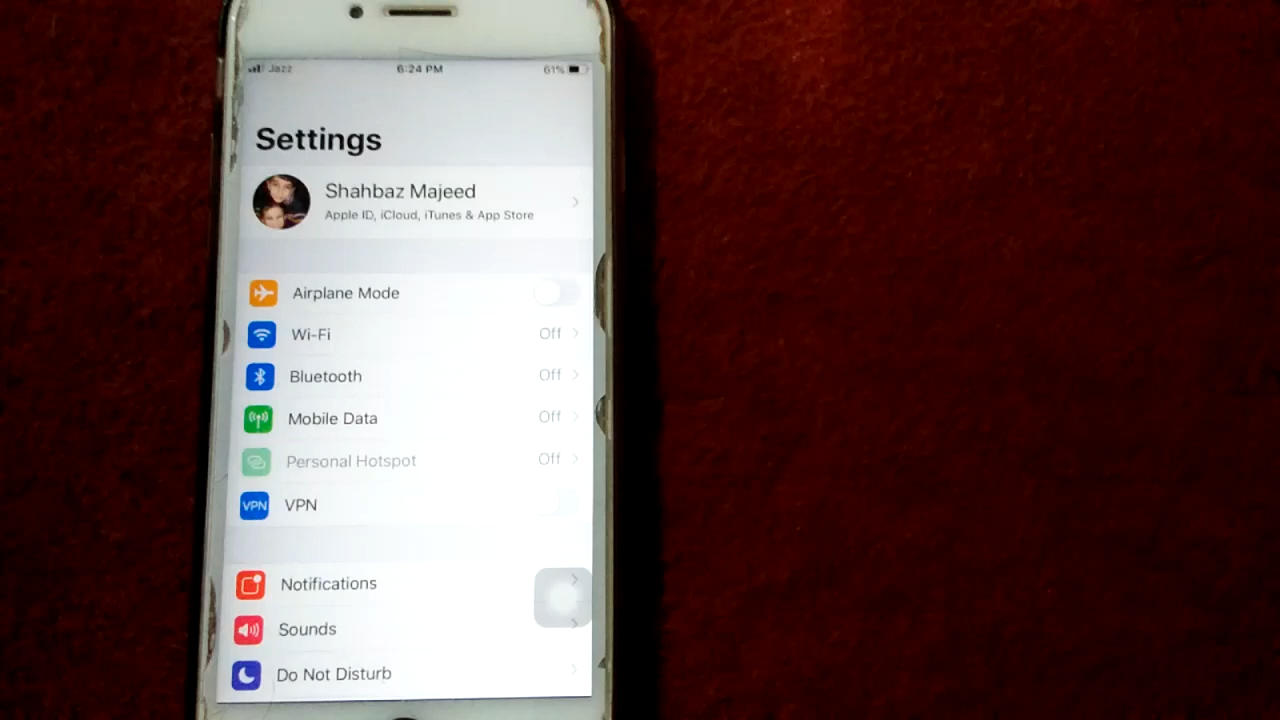 Jazz 6:24 PM 61%
Settings
Shahbaz Majeed
Apple ID, iCloud, iTunes & App Store
Airplane Mode
Wi-Fi Off
Bluetooth Off
Mobile Data Off
Personal Hotspot Off
VPN VPN
Notifications
Sounds
Do Not Disturb